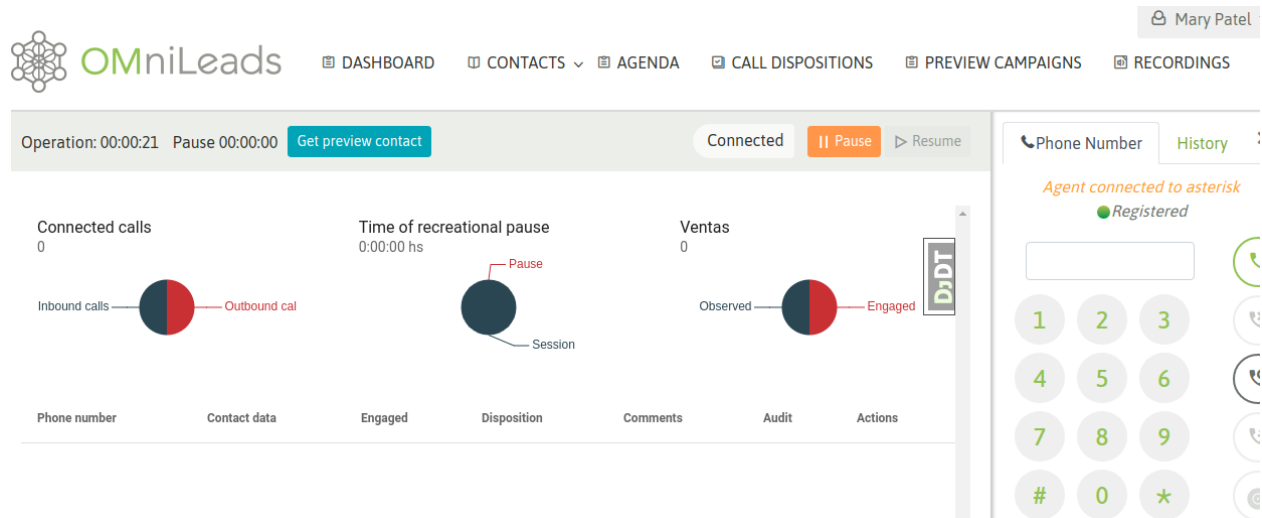 Mary Patel
OMniLeads
DASHBOARD CONTACTS AGENDA CALL DISPOSITIONS PREVIEW CAMPAIGNS RECORDINGS
Operation: 00:00:21 Pause 00:00:00 Get preview contact Connected Pause Resume
Phone Number History
Agent connected to asterisk
Registered
Connected calls
0
Inbound calls Outbound cal
Time of recreational pause
0:00:00 hs
Pause
Session
Ventas
0
Observed Engaged
DjDT
Phone number Contact data Engaged Disposition Comments Audit Actions
1 2 3
4 5 6
7 8 9
# 0 *